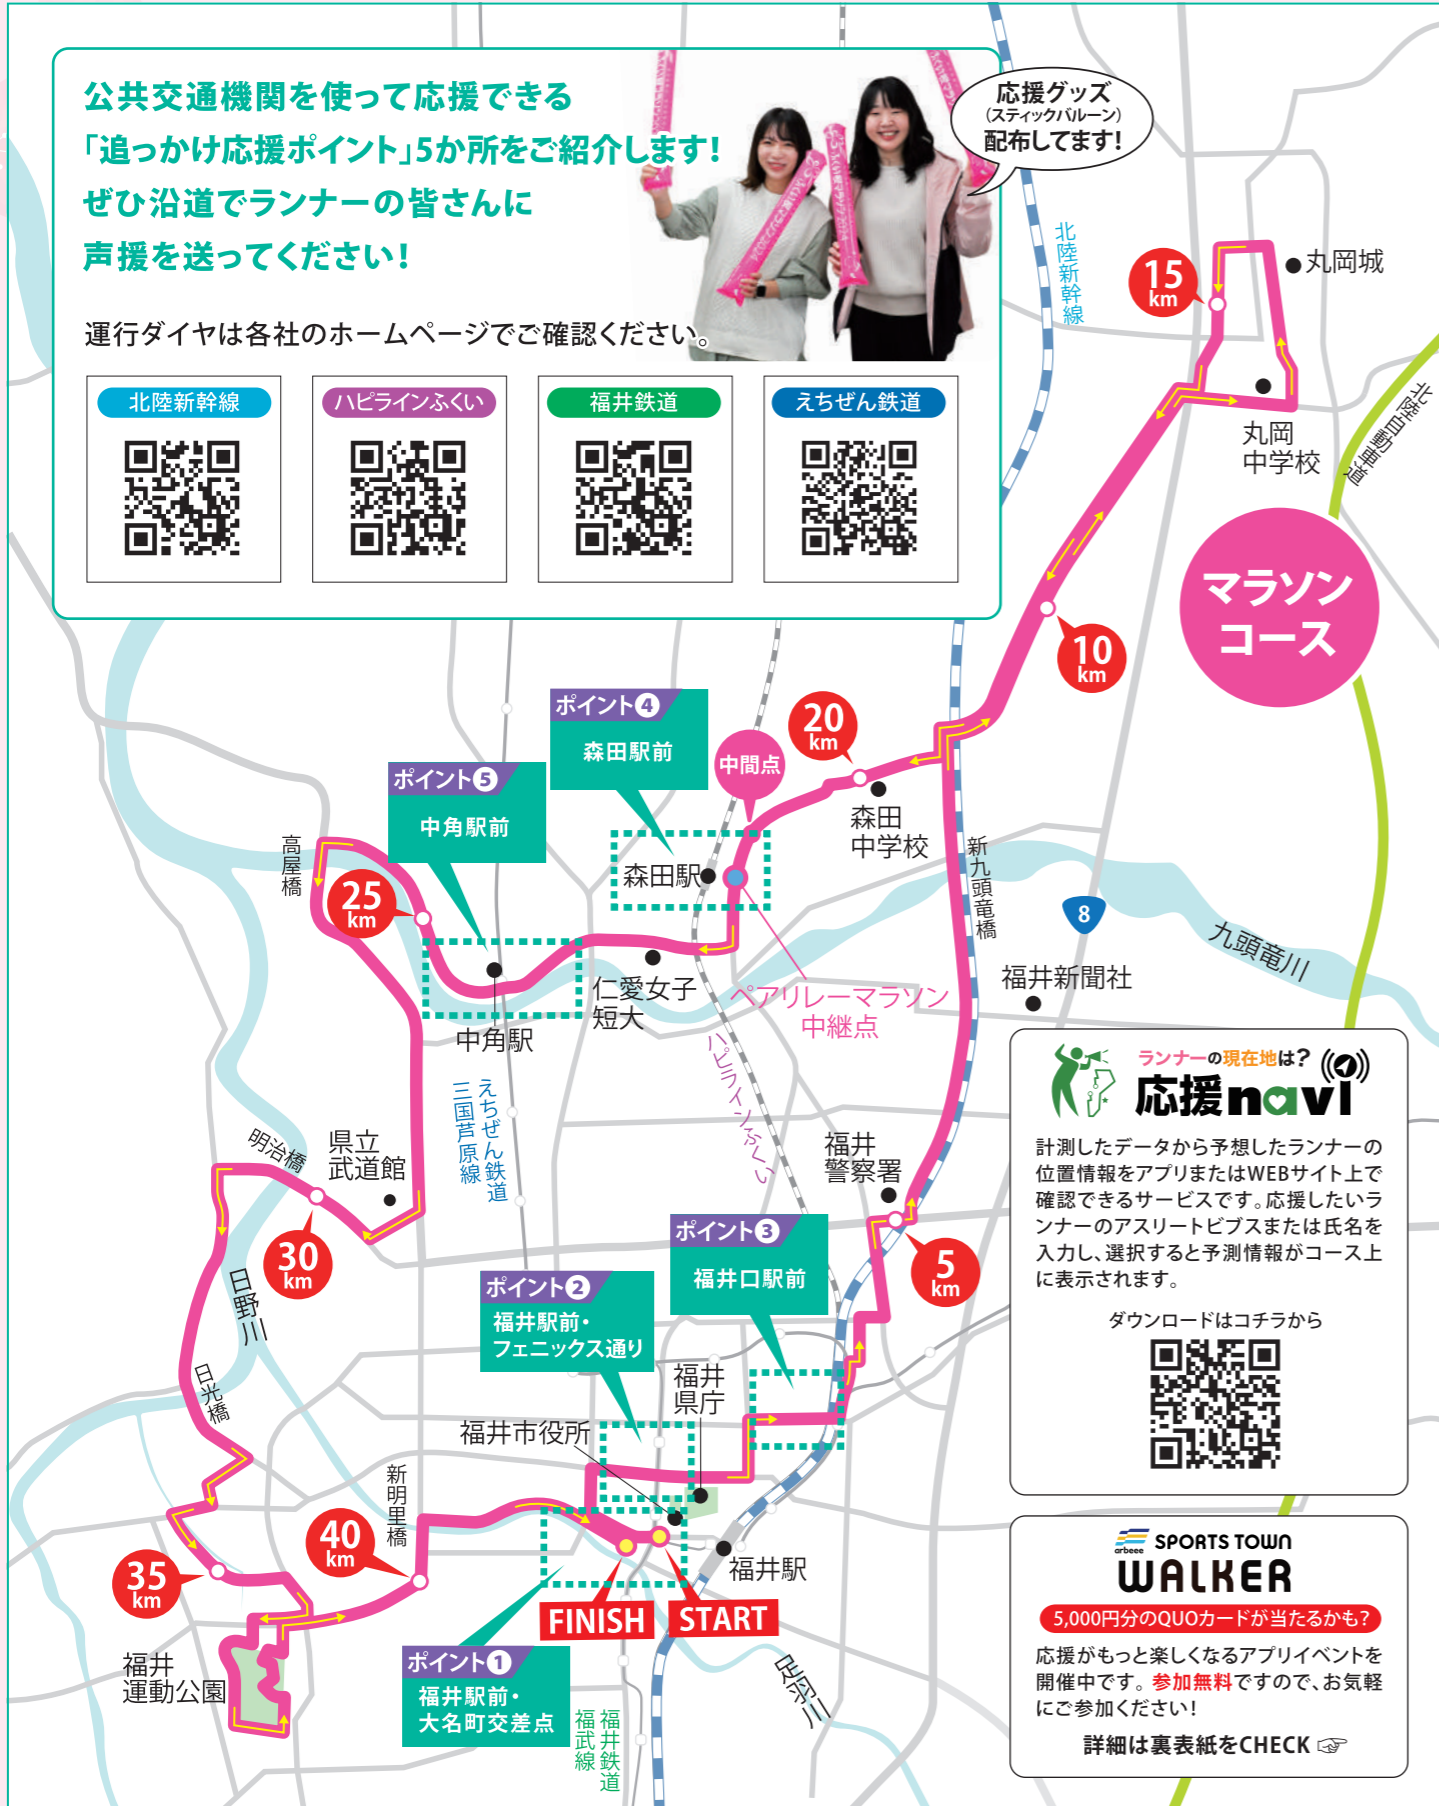 公共交通機関を使って応援できる
「追っかけ応援ポイント」5か所をご紹介します!
ぜひ沿道でランナーの皆さんに
声援を送ってください!
運行ダイヤは各社のホームページでご確認ください。
応援グッズ
(スティックバルーン)
配布してます!
北陸新幹線
ハピラインふくい
福井鉄道
えちぜん鉄道
北陸新幹線
15
km
丸岡城
丸岡
中学校
北陸自動車道
マラソン
コース
10
km
ポイント④
森田駅前
中間点
20
km
ポイント⑤
中角駅前
森田
中学校
高屋橋
25
km
森田駅
新九頭竜橋
8
九頭竜川
仁愛女子
短大
ペアリレーマラソン
中継点
福井新聞社
中角駅
えちぜん鉄道
三国芦原線
ハピラインふくい
明治橋
県立
武道館
福井
警察署
30
km
日野川
ポイント③
福井口駅前
5
km
ポイント②
福井駅前・
フェニックス通り
福井
県庁
日光橋
福井市役所
新明里橋
40
km
35
km
福井駅
FINISH
START
福井
運動公園
ポイント①
福井駅前・
大名町交差点
福井鉄道
福武線
足羽川
ランナーの現在地は?
応援navi
計測したデータから予想したランナーの
位置情報をアプリまたはWEBサイト上で
確認できるサービスです。応援したいラ
ンナーのアスリートビブスまたは氏名を
入力し、選択すると予測情報がコース上
に表示されます。
ダウンロードはコチラから
arbeee SPORTS TOWN
WALKER
5,000円分のQUOカードが当たるかも?
応援がもっと楽しくなるアプリイベントを
開催中です。参加無料ですので、お気軽
にご参加ください!
詳細は裏表紙をCHECK ☞